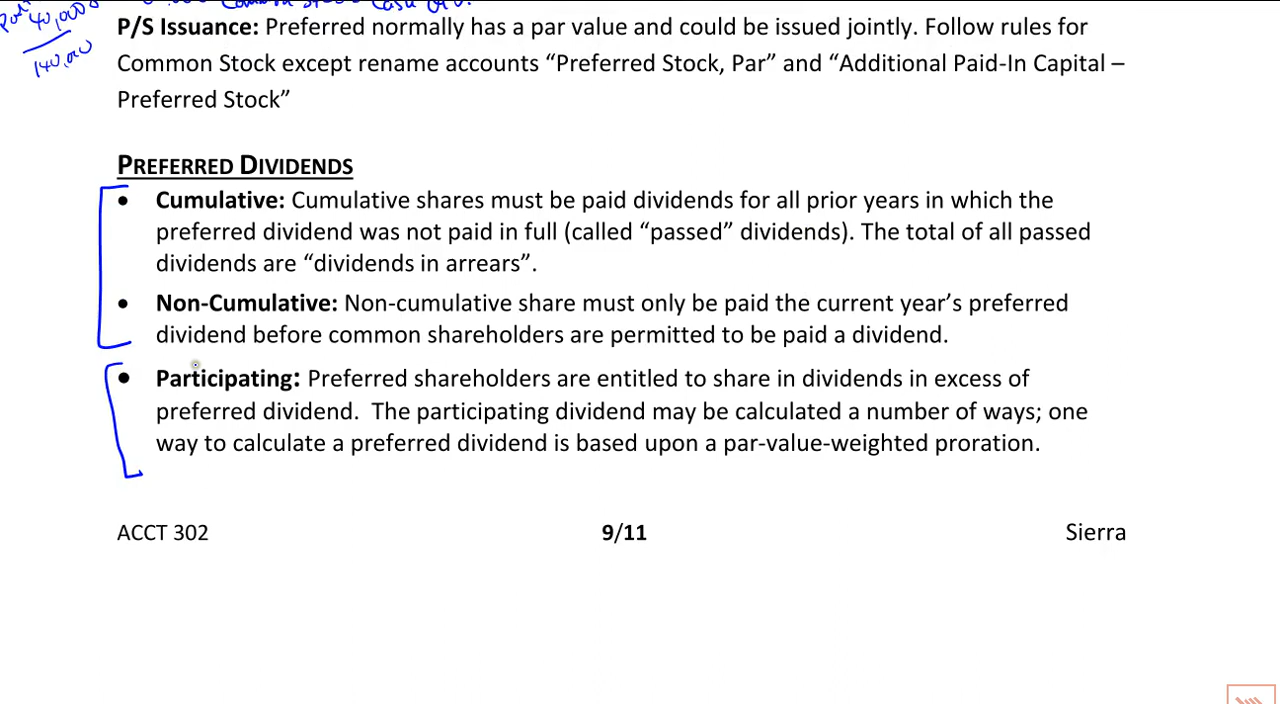 40,000
140,000
P/S Issuance: Preferred normally has a par value and could be issued jointly. Follow rules for
Common Stock except rename accounts “Preferred Stock, Par” and “Additional Paid-In Capital –
Preferred Stock”
PREFERRED DIVIDENDS
• Cumulative: Cumulative shares must be paid dividends for all prior years in which the
preferred dividend was not paid in full (called “passed” dividends). The total of all passed
dividends are “dividends in arrears”.
• Non-Cumulative: Non-cumulative share must only be paid the current year’s preferred
dividend before common shareholders are permitted to be paid a dividend.
• Participating: Preferred shareholders are entitled to share in dividends in excess of
preferred dividend. The participating dividend may be calculated a number of ways; one
way to calculate a preferred dividend is based upon a par-value-weighted proration.
ACCT 302 9/11 Sierra